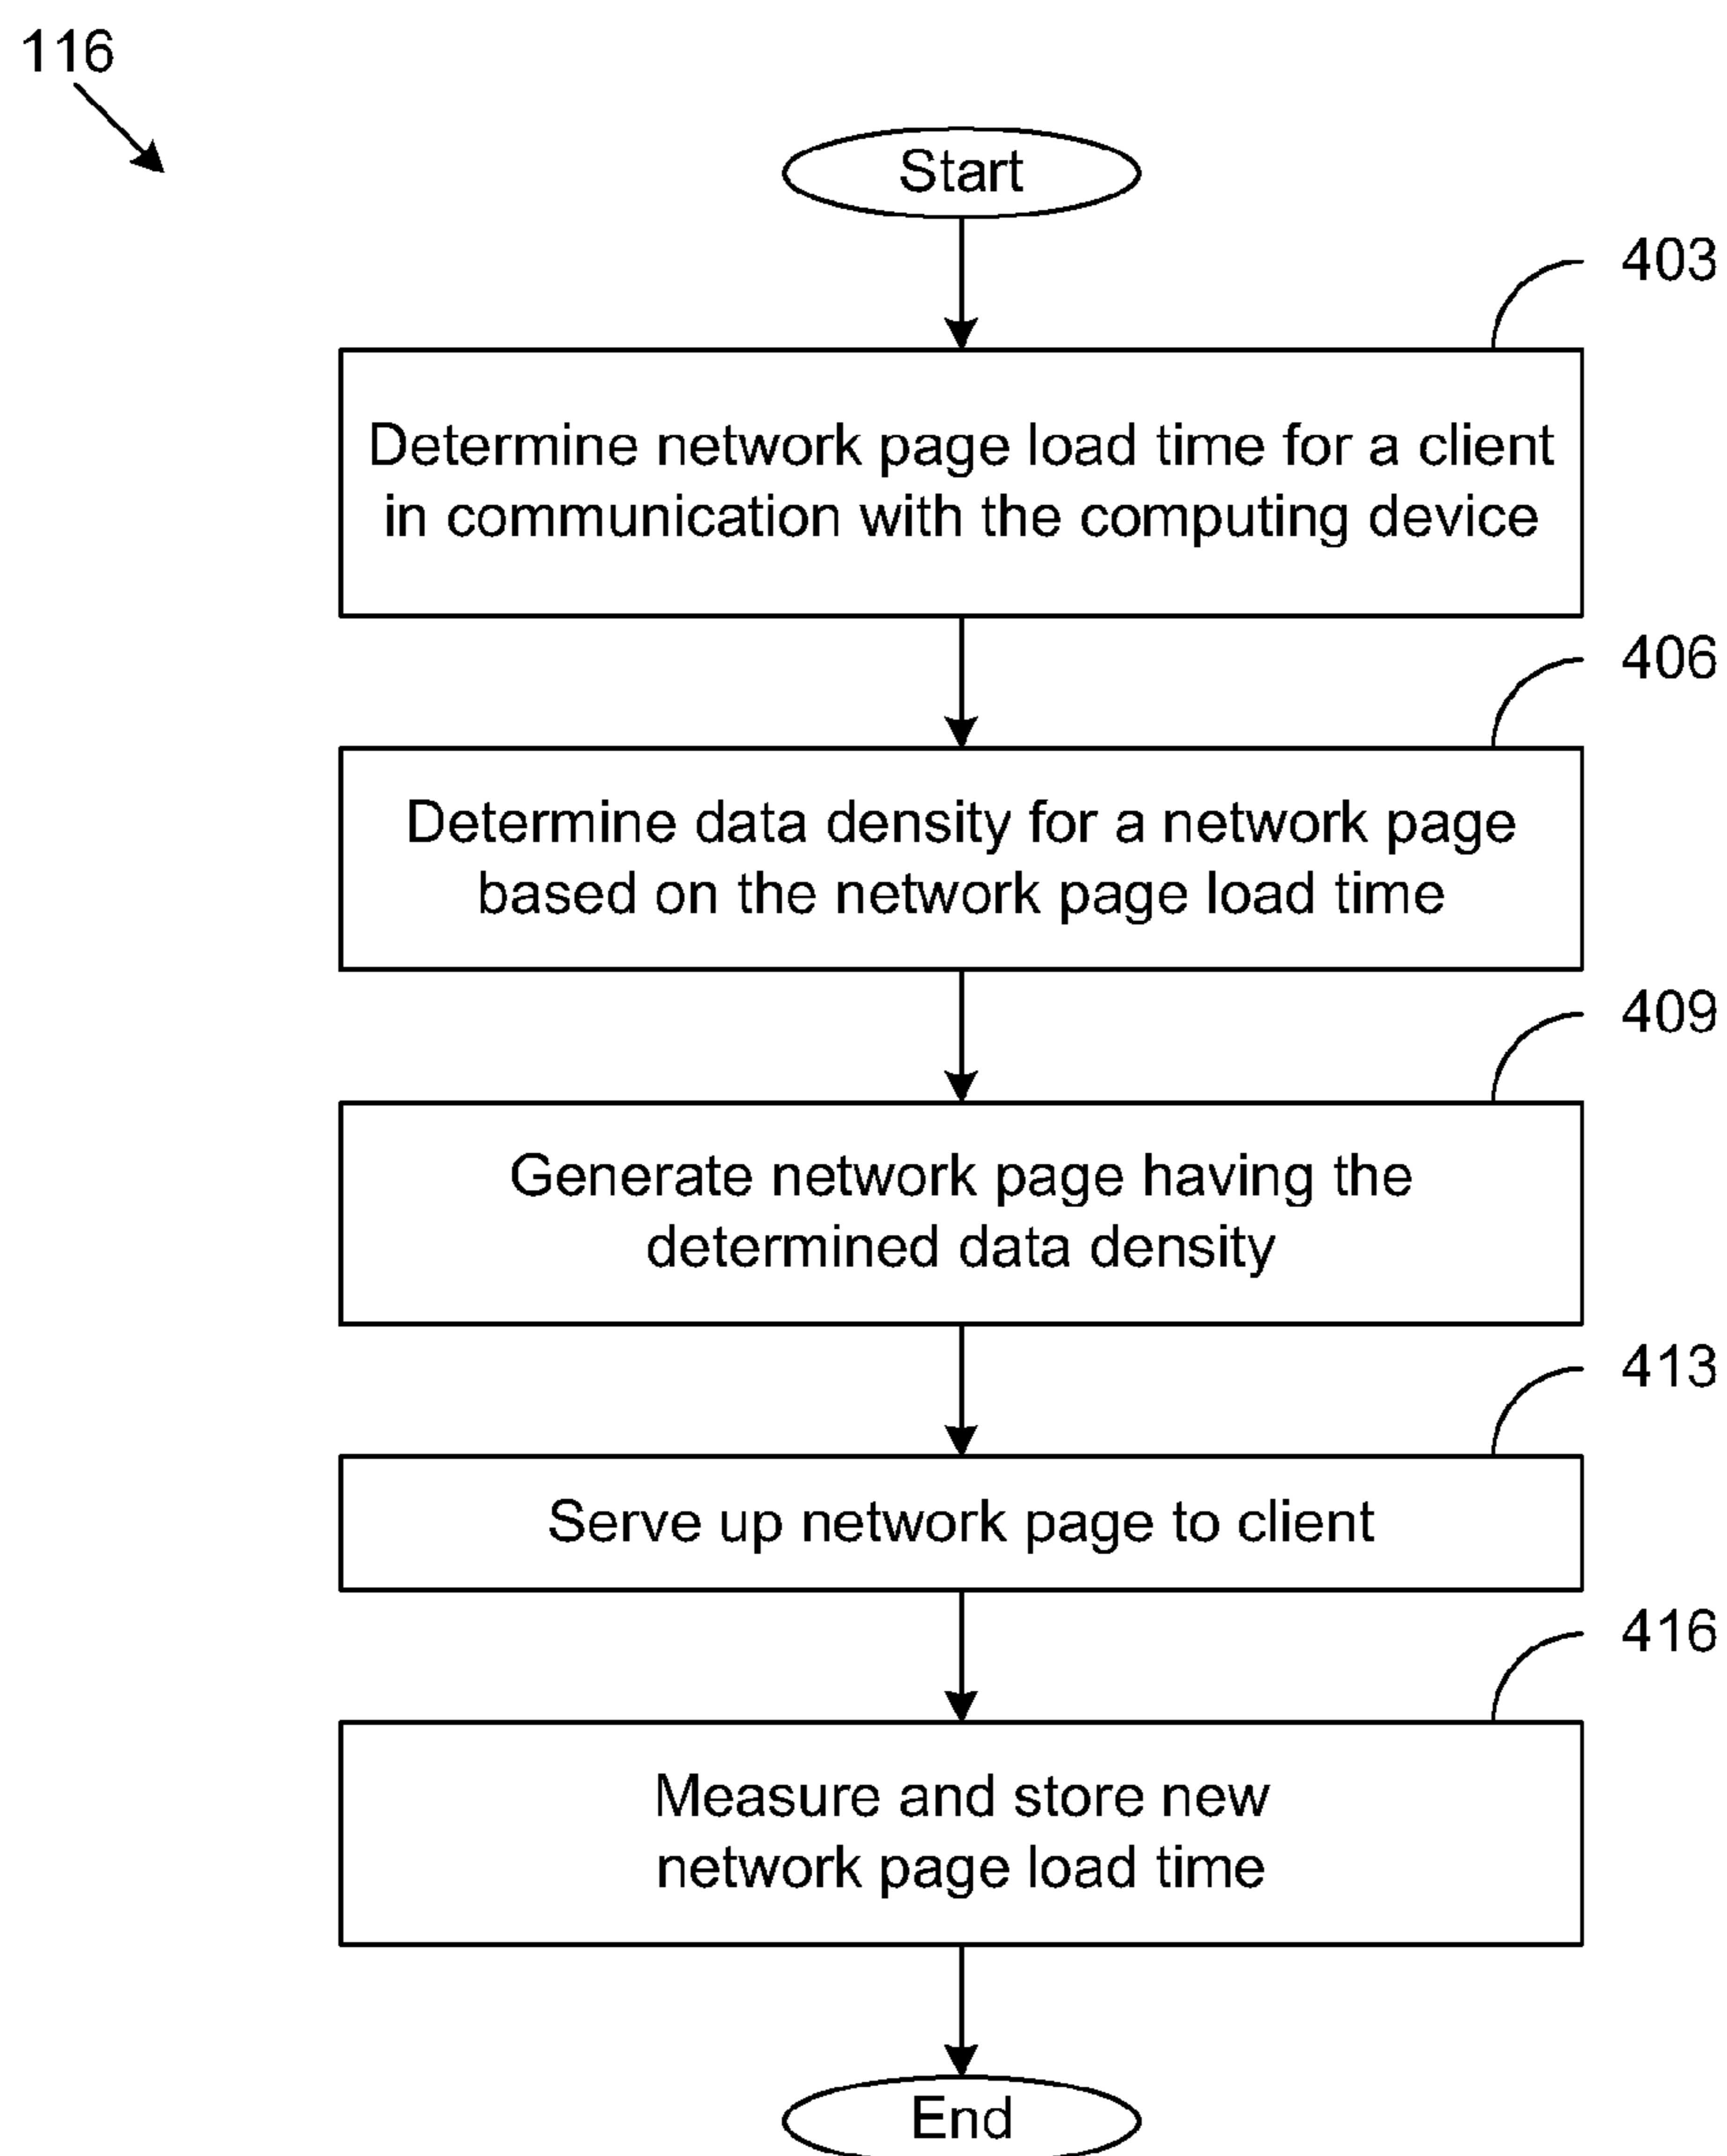 116
Start
403
Determine network page load time for a client
in communication with the computing device
406
Determine data density for a network page
based on the network page load time
409
Generate network page having the
determined data density
413
Serve up network page to client
416
Measure and store new
network page load time
End